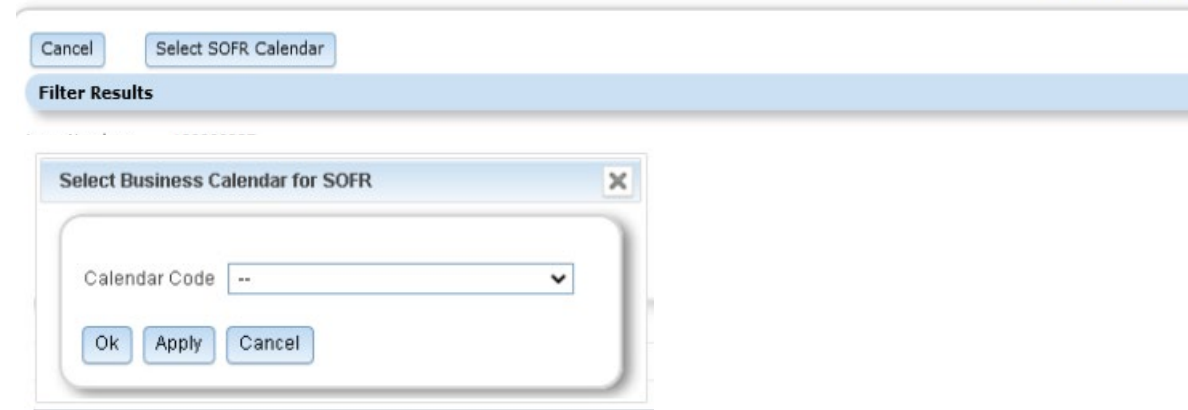 Cancel Select SOFR Calendar
Filter Results
Select Business Calendar for SOFR
Calendar Code --
Ok Apply Cancel